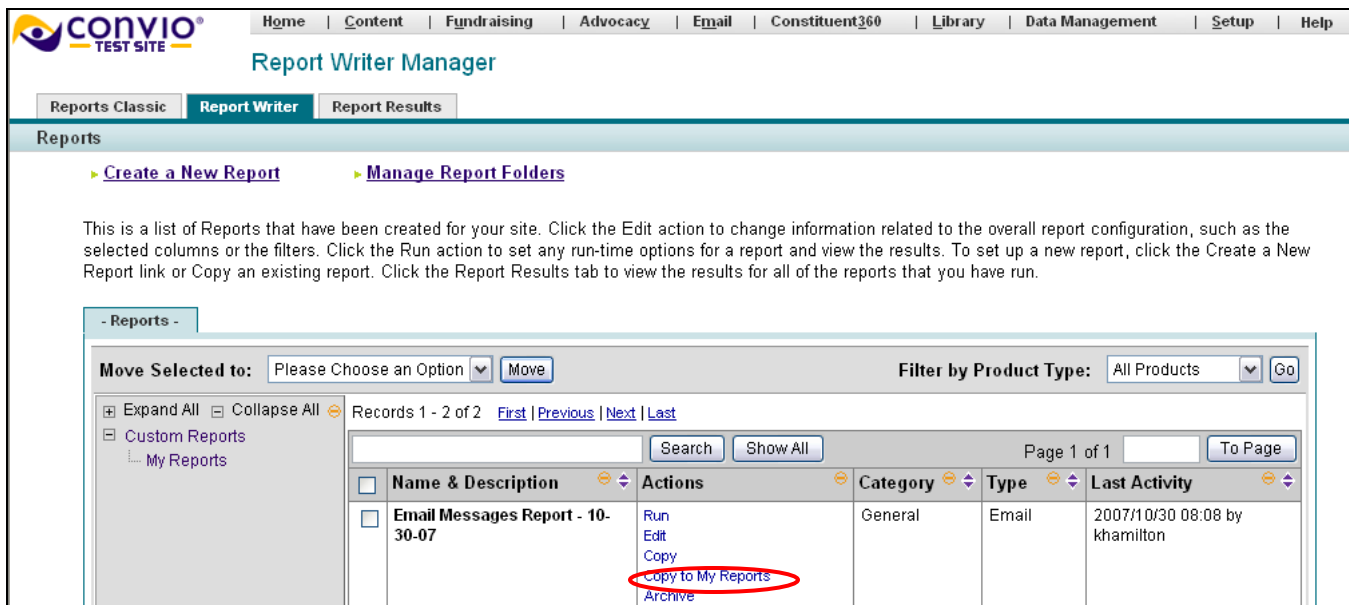 CONVIO®
TEST SITE
Home | Content | Fundraising | Advocacy | Email | Constituent360 | Library | Data Management | Setup | Help
Report Writer Manager
Reports Classic Report Writer Report Results
Reports
Create a New Report Manage Report Folders
This is a list of Reports that have been created for your site. Click the Edit action to change information related to the overall report configuration, such as the
selected columns or the filters. Click the Run action to set any run-time options for a report and view the results. To set up a new report, click the Create a New
Report link or Copy an existing report. Click the Report Results tab to view the results for all of the reports that you have run.
- Reports -
Move Selected to: Please Choose an Option Move Filter by Product Type: All Products Go
Expand All Collapse All Records 1 - 2 of 2 First | Previous | Next | Last
Custom Reports
My Reports
Search Show All Page 1 of 1 To Page
Name & Description Actions Category Type Last Activity
Email Messages Report - 10-30-07
Run
Edit
Copy
Copy to My Reports
Archive
General Email 2007/10/30 08:08 by
khamilton